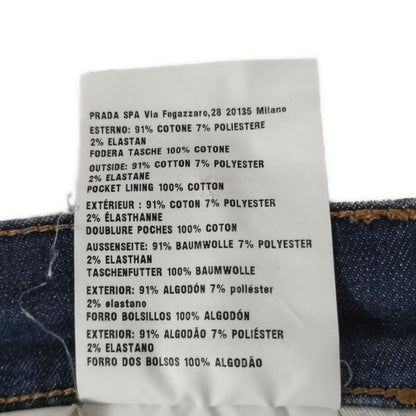 PRADA SPA Via Fogazzaro,28 20135 Milano
ESTERNO: 91% COTONE 7% POLIESTERE
2% ELASTAN
FODERA TASCHE 100% COTONE
OUTSIDE: 91% COTTON 7% POLYESTER
2% ELASTANE
POCKET LINING 100% COTTON
EXTÉRIEUR : 91% COTON 7% POLYESTER
2% ÉLASTHANNE
DOUBLURE POCHES 100% COTON
AUSSENSEITE: 91% BAUMWOLLE 7% POLYESTER
2% ELASTHAN
TASCHENFUTTER 100% BAUMWOLLE
EXTERIOR: 91% ALGODÓN 7% poliéster
2% elastano
FORRO BOLSILLOS 100% ALGODÓN
EXTERIOR: 91% ALGODÃO 7% POLIÉSTER
2% ELASTANO
FORRO DOS BOLSOS 100% ALGODÃO